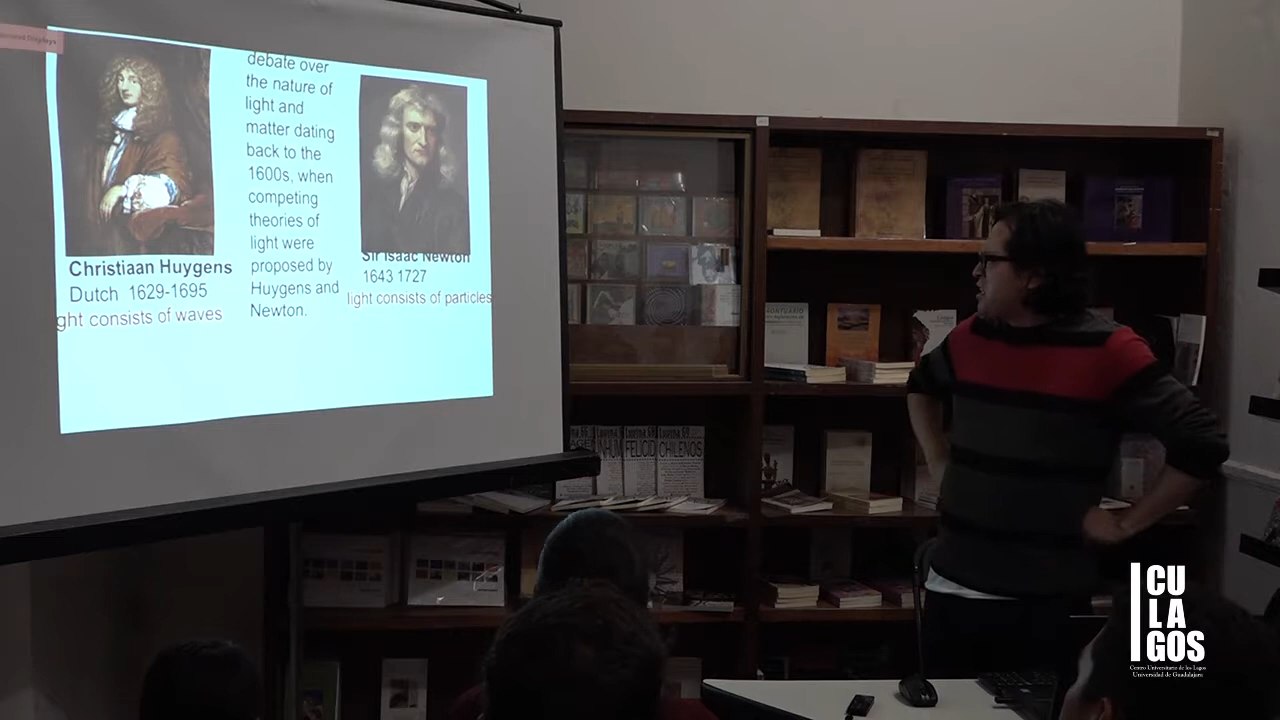 debate over
the nature of
light and
matter dating
back to the
1600s, when
competing
theories of
light were
proposed by
Huygens and
Newton.
Christiaan Huygens
Dutch 1629-1695
ght consists of waves
Sir Isaac Newton
1643 1727
light consists of particles
FELICID
CHILENOS
I CU
LA
GOS
Centro Universitario de los Lagos
Universidad de Guadalajara